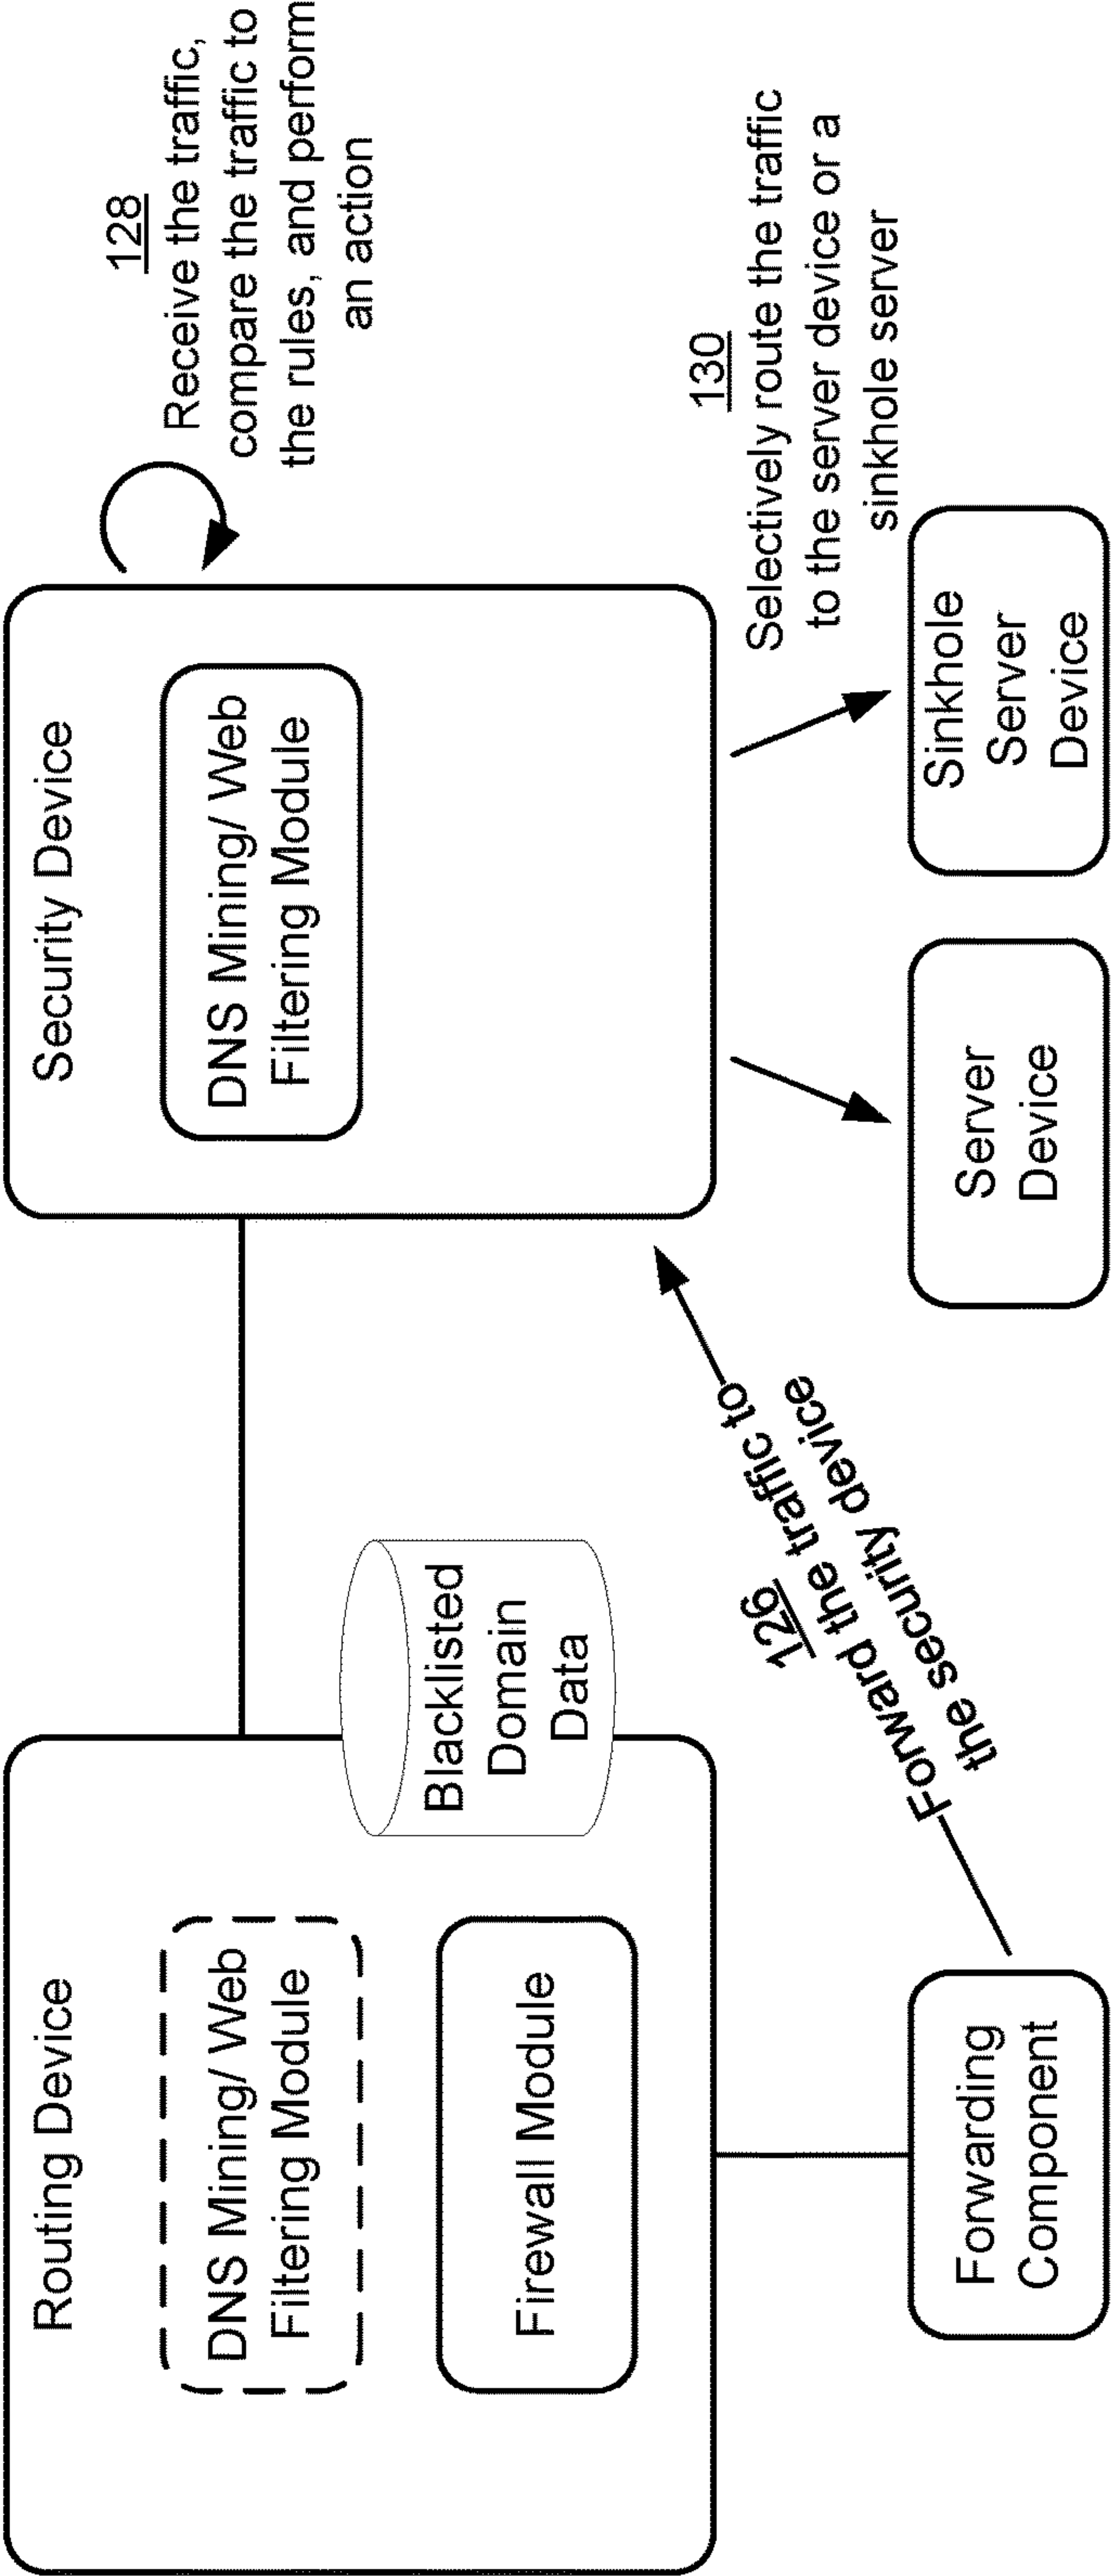 Routing Device
DNS Mining/ Web
Filtering Module
Firewall Module
Blacklisted
Domain
Data
Forwarding
Component
126
Forward the traffic to
the security device
Security Device
DNS Mining/ Web
Filtering Module
128
Receive the traffic,
compare the traffic to
the rules, and perform
an action
130
Selectively route the traffic
to the server device or a
sinkhole server
Server
Device
Sinkhole
Server
Device